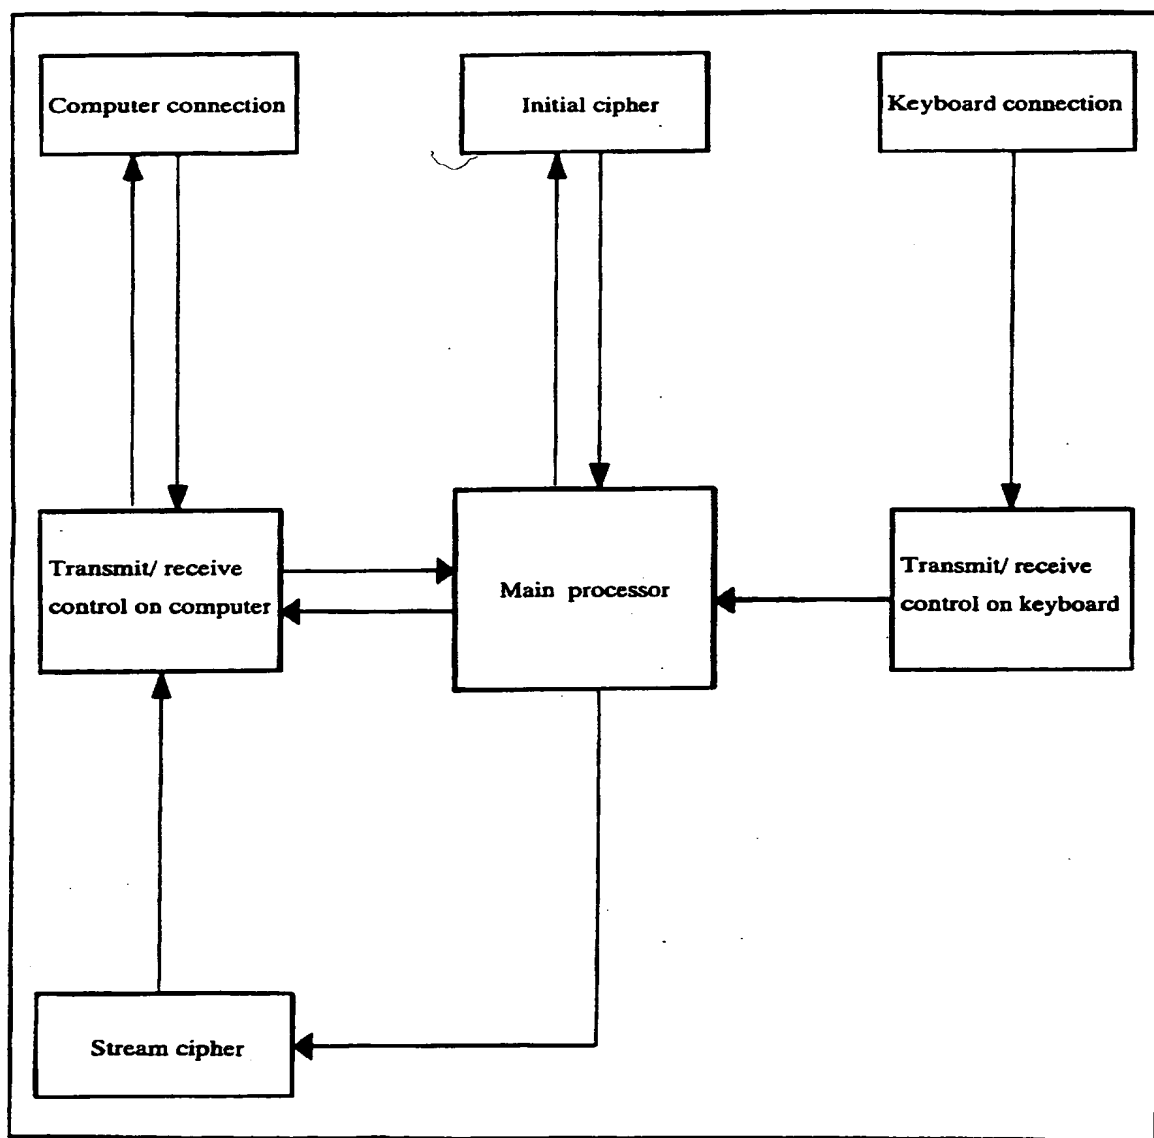 Computer connection
Initial cipher
Keyboard connection
Transmit/ receive
control on computer
Main processor
Transmit/ receive
control on keyboard
Stream cipher